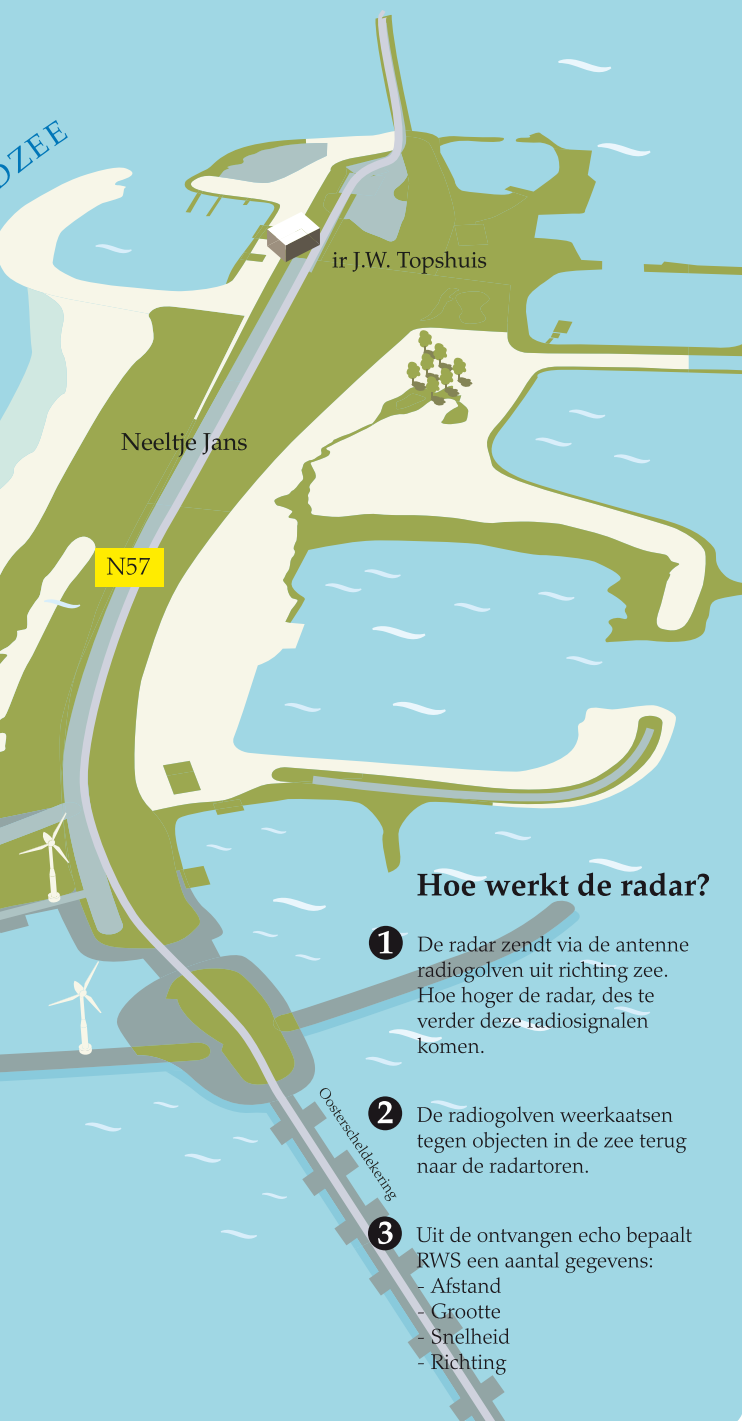 DZEE
ir J.W. Topshuis
Neeltje Jans
N57
Hoe werkt de radar?
1 De radar zendt via de antenne
radiogolven uit richting zee.
Hoe hoger de radar, des te
verder deze radiosignalen
komen.
Oosterscheldekering
2 De radiogolven weerkaatsen
tegen objecten in de zee terug
naar de radartoren.
3 Uit de ontvangen echo bepaalt
RWS een aantal gegevens:
- Afstand
- Grootte
- Snelheid
- Richting